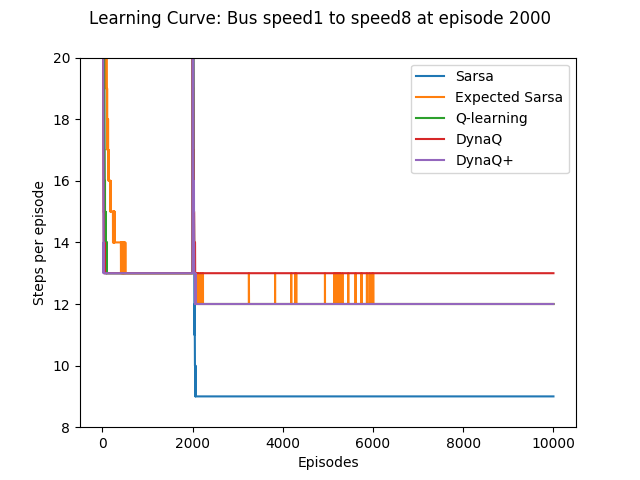 Learning Curve: Bus speed1 to speed8 at episode 2000
20
18
16
14
12
10
8
Steps per episode
Sarsa
Expected Sarsa
Q-learning
DynaQ
DynaQ+
0 2000 4000 6000 8000 10000
Episodes